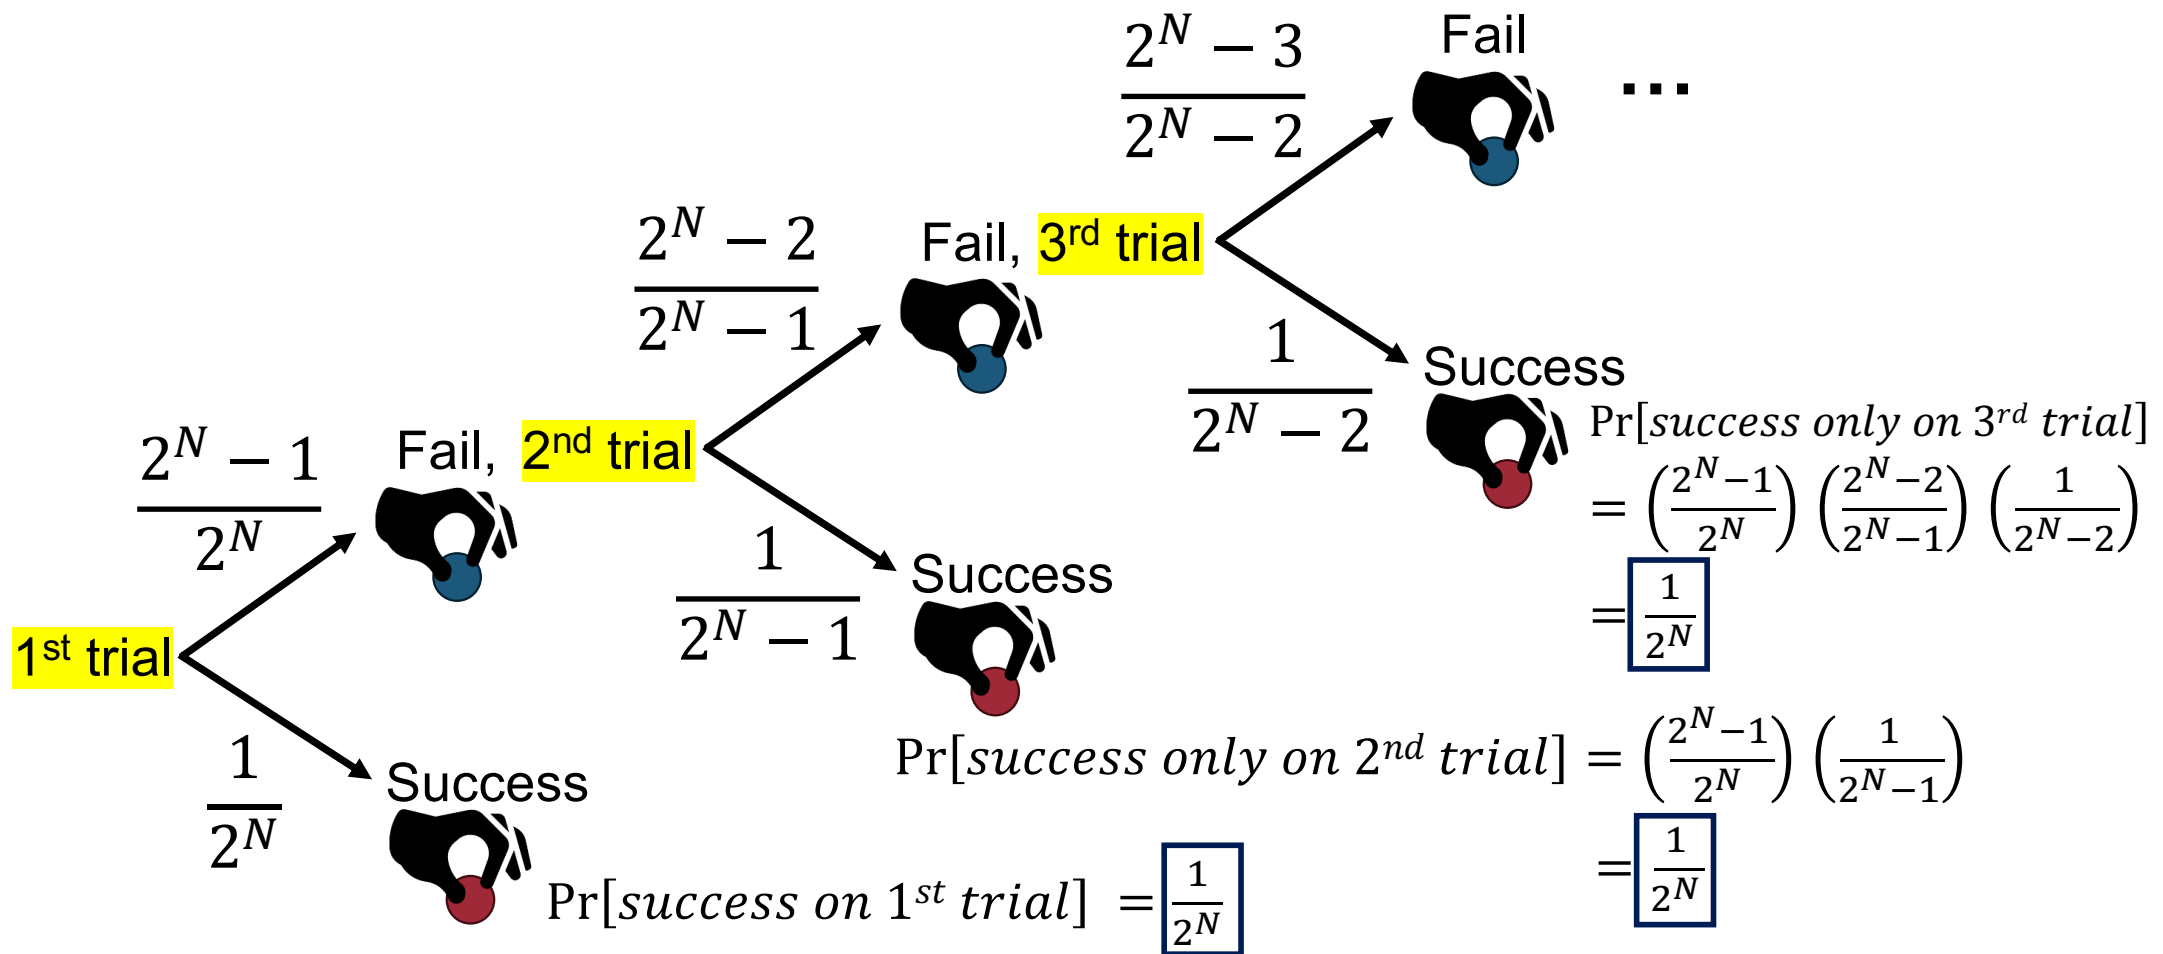 1st trial
(2^N − 1)/(2^N)
1/(2^N)
Success
Pr[success on 1st trial] = 1/(2^N)
Fail, 2nd trial
(2^N − 2)/(2^N − 1)
1/(2^N − 1)
Success
Pr[success only on 2nd trial] = ((2^N−1)/(2^N)) (1/(2^N−1))
= 1/(2^N)
Fail, 3rd trial
(2^N − 3)/(2^N − 2)
1/(2^N − 2)
Fail
...
Success
Pr[success only on 3rd trial]
= ((2^N−1)/(2^N)) ((2^N−2)/(2^N−1)) (1/(2^N−2))
= 1/(2^N)